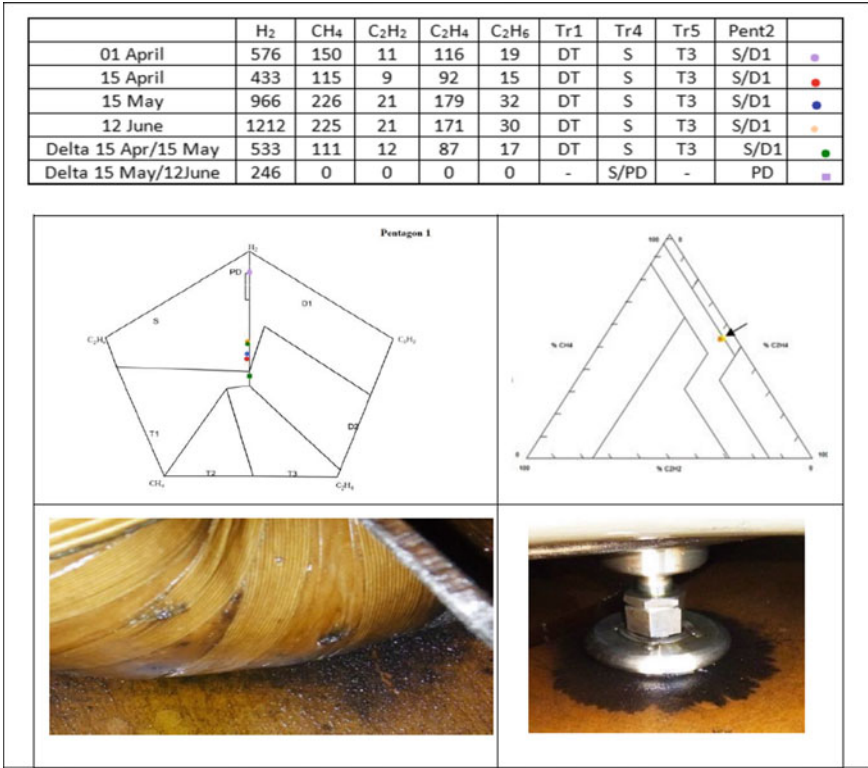 H₂ CH₄ C₂H₂ C₂H₄ C₂H₆ Tr1 Tr4 Tr5 Pent2
01 April 576 150 11 116 19 DT S T3 S/D1
15 April 433 115 9 92 15 DT S T3 S/D1
15 May 966 226 21 179 32 DT S T3 S/D1
12 June 1212 225 21 171 30 DT S T3 S/D1
Delta 15 Apr/15 May 533 111 12 87 17 DT S T3 S/D1
Delta 15 May/12June 246 0 0 0 0 - S/PD - PD
Pentagon 1
H₂
PD
D1
S
T1
D2
T2
T3
CH₄
100
0
% CH4
% C2H4
0
100
% C2H2
0